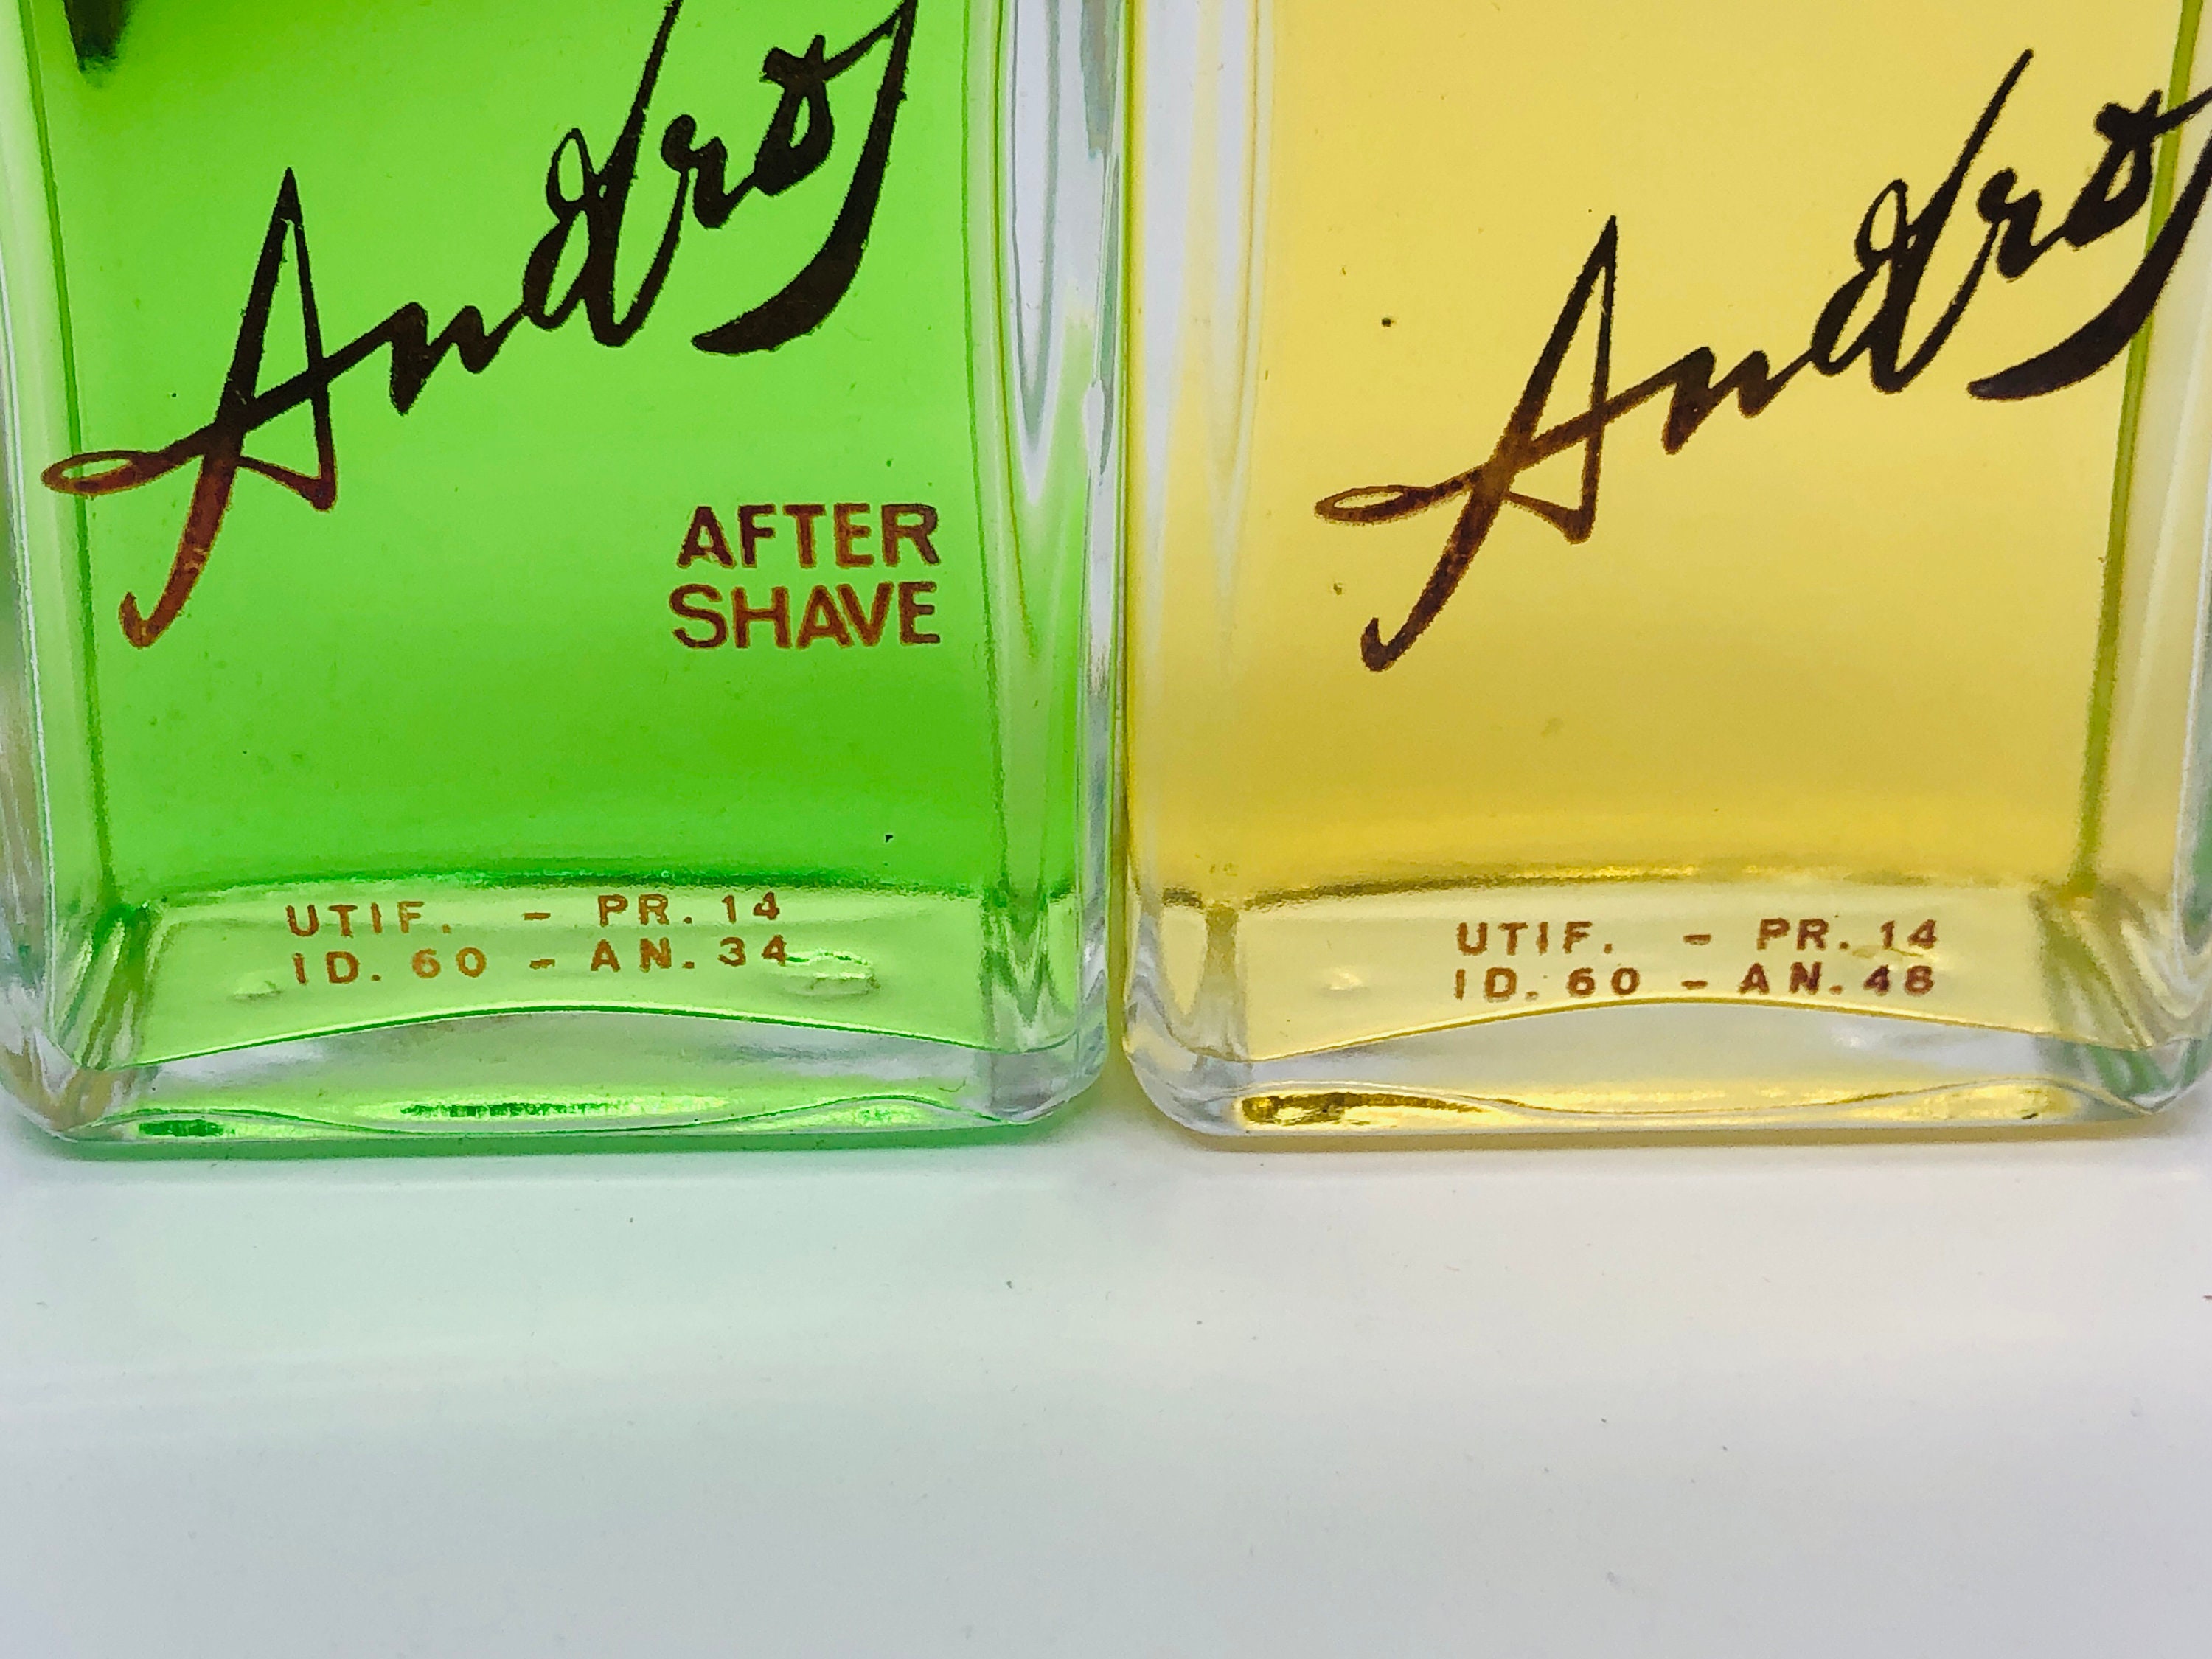 Andros
AFTER
SHAVE
UTIF. - PR. 14
ID. 60 - AN. 34
Andros
UTIF. - PR. 14
ID. 60 - AN. 48